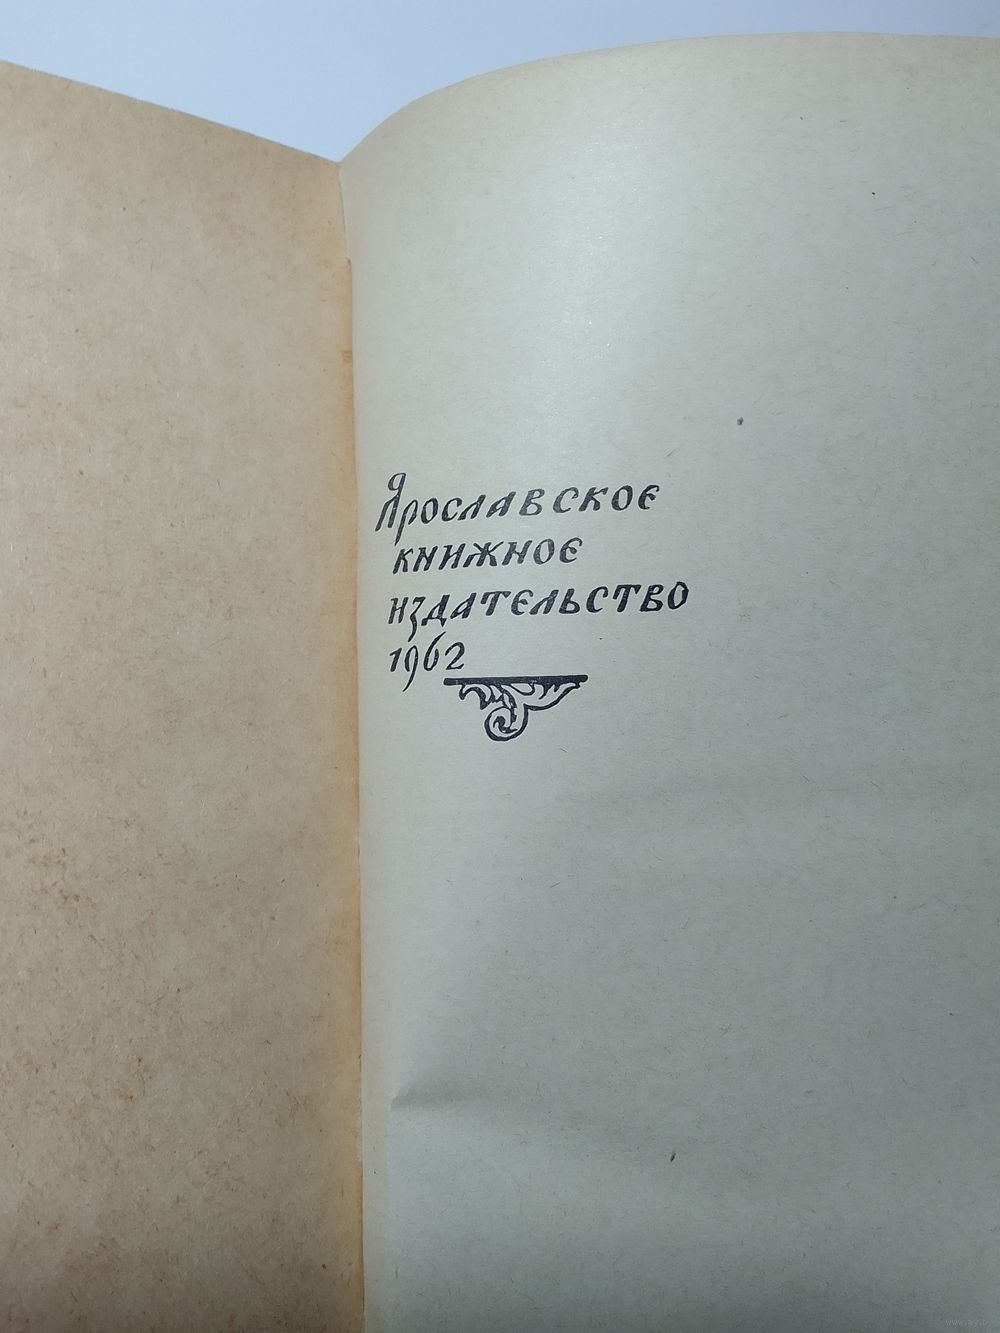 Ярославское
книжное
издательство
1962